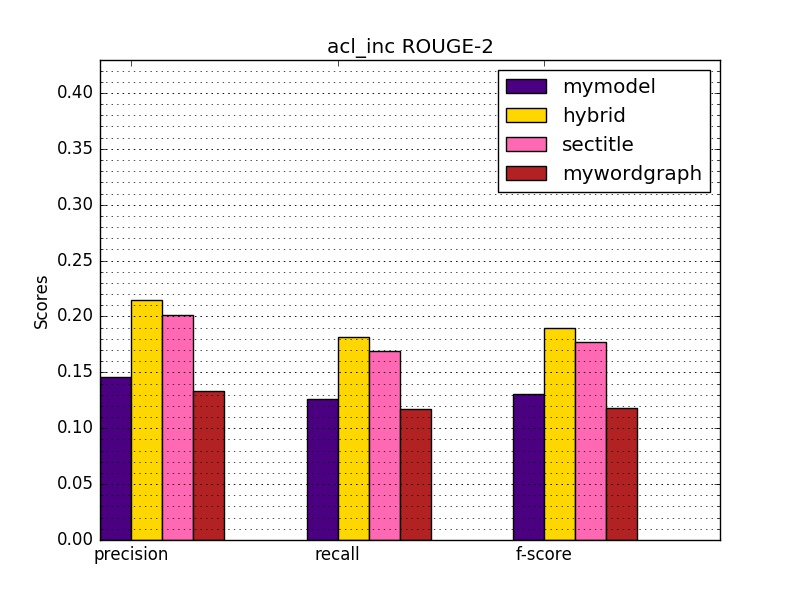 acl_inc ROUGE-2
mymodel
hybrid
sectitle
mywordgraph
Scores
0.40
0.35
0.30
0.25
0.20
0.15
0.10
0.05
0.00
precision
recall
f-score